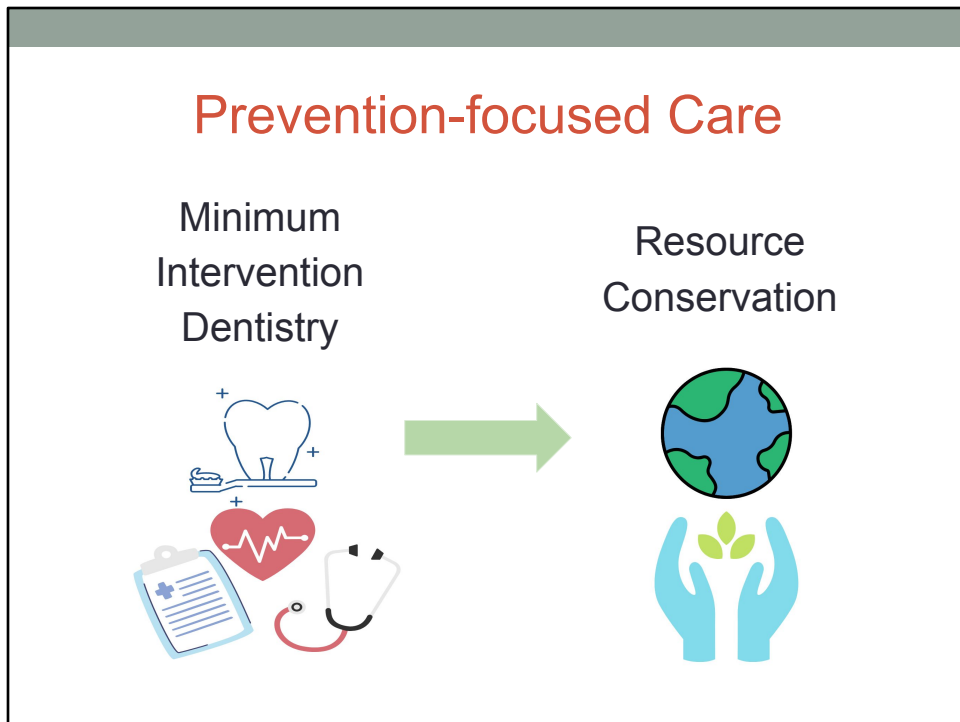 Prevention-focused Care
Minimum
Intervention
Dentistry
Resource
Conservation